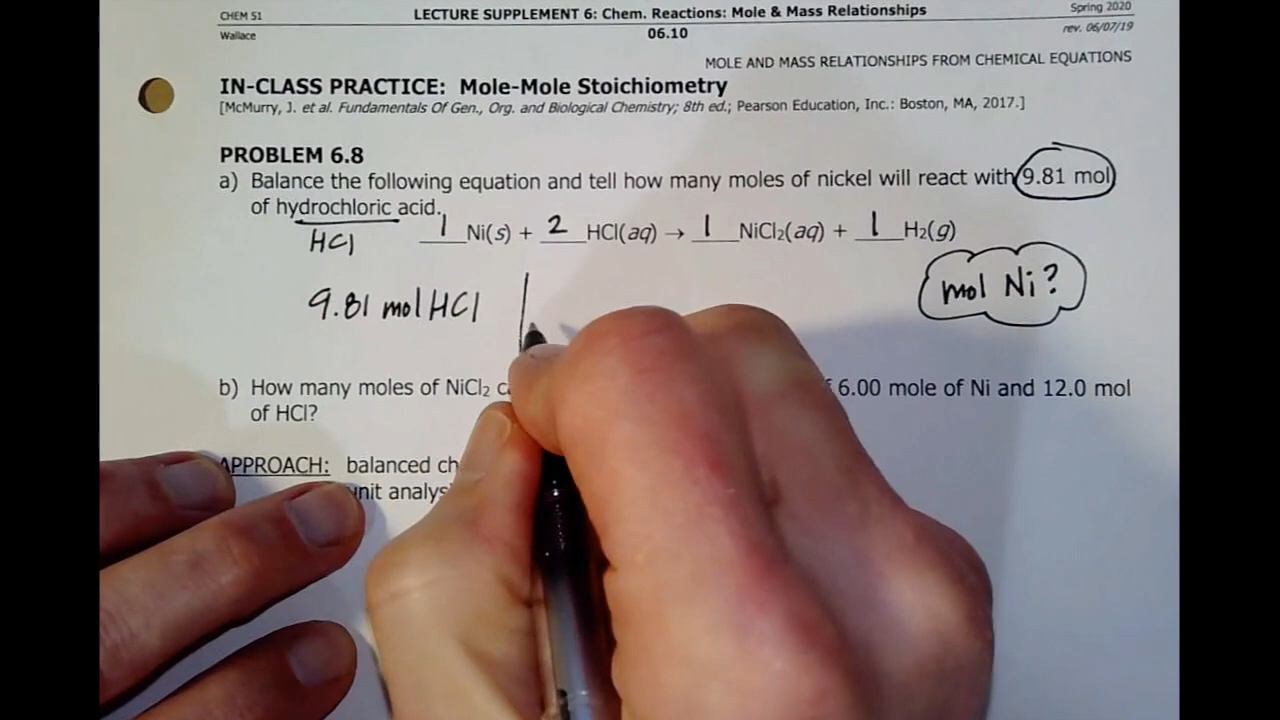 CHEM 51 LECTURE SUPPLEMENT 6: Chem. Reactions: Mole & Mass Relationships Spring 2020
Wallace 06.10 rev. 06/07/19
MOLE AND MASS RELATIONSHIPS FROM CHEMICAL EQUATIONS
IN-CLASS PRACTICE: Mole-Mole Stoichiometry
[McMurry, J. et al. Fundamentals Of Gen., Org. and Biological Chemistry; 8th ed.; Pearson Education, Inc.: Boston, MA, 2017.]
PROBLEM 6.8
a) Balance the following equation and tell how many moles of nickel will react with 9.81 mol
of hydrochloric acid.
HCl 1 Ni(s) + 2 HCl(aq) → 1 NiCl₂(aq) + 1 H₂(g)
mol Ni?
9.81 mol HCl
b) How many moles of NiCl₂ 6.00 mole of Ni and 12.0 mol
of HCl?
APPROACH: balanced
unit